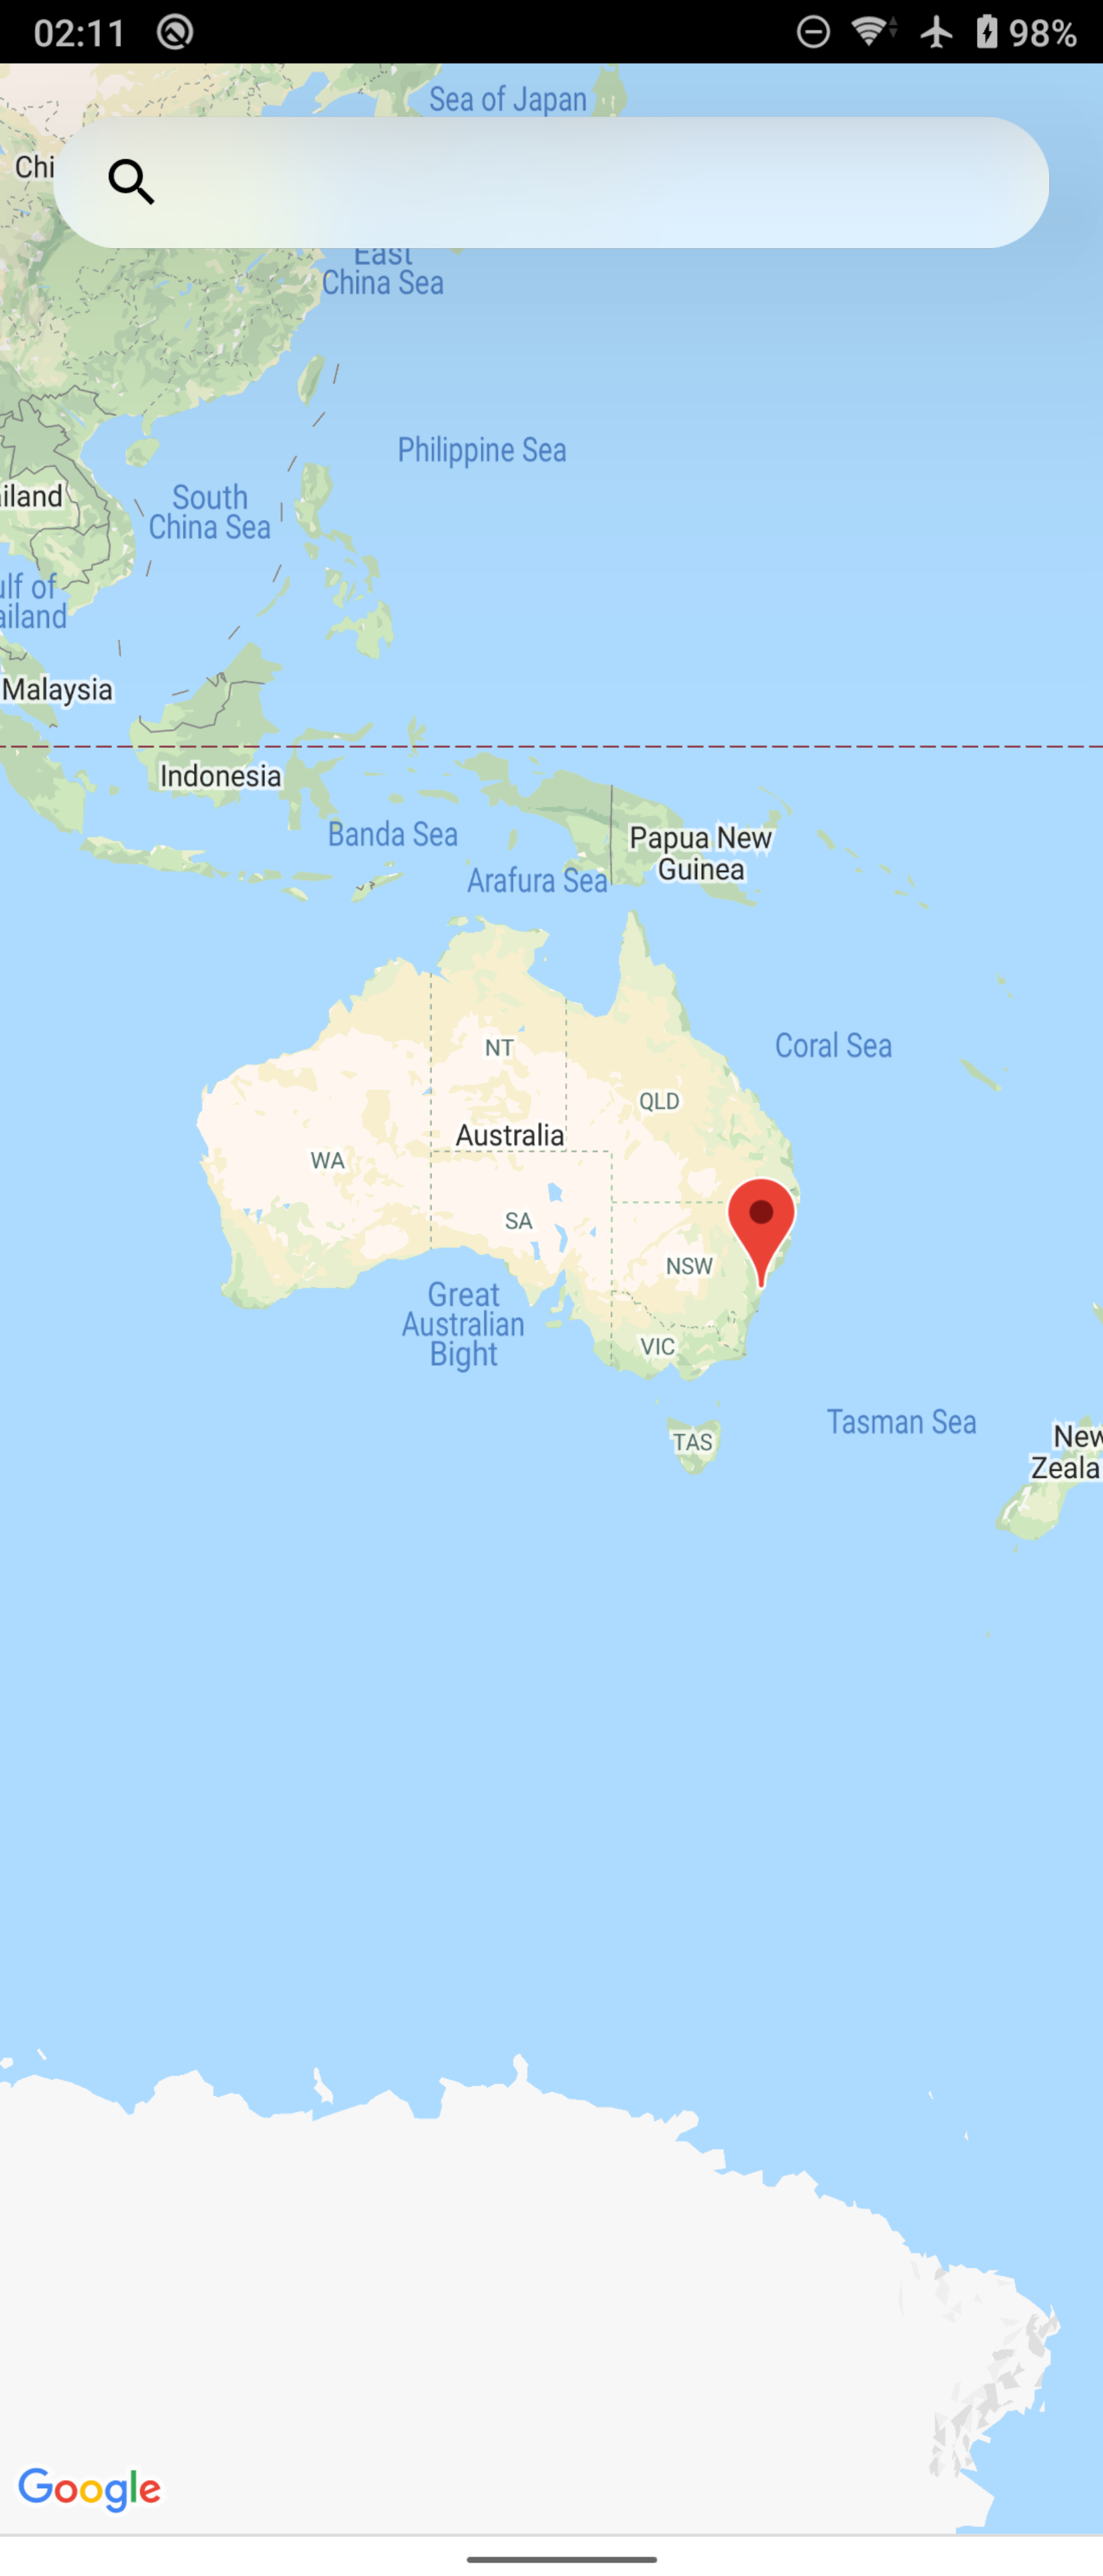 02:11
98%
Sea of Japan
Chi
East
China Sea
Philippine Sea
South
China Sea
ailand
ulf of
ailand
Malaysia
Indonesia
Banda Sea
Papua New
Guinea
Arafura Sea
NT
Coral Sea
QLD
Australia
WA
SA
NSW
Great
Australian
Bight
VIC
Tasman Sea
TAS
New
Zeala
Google